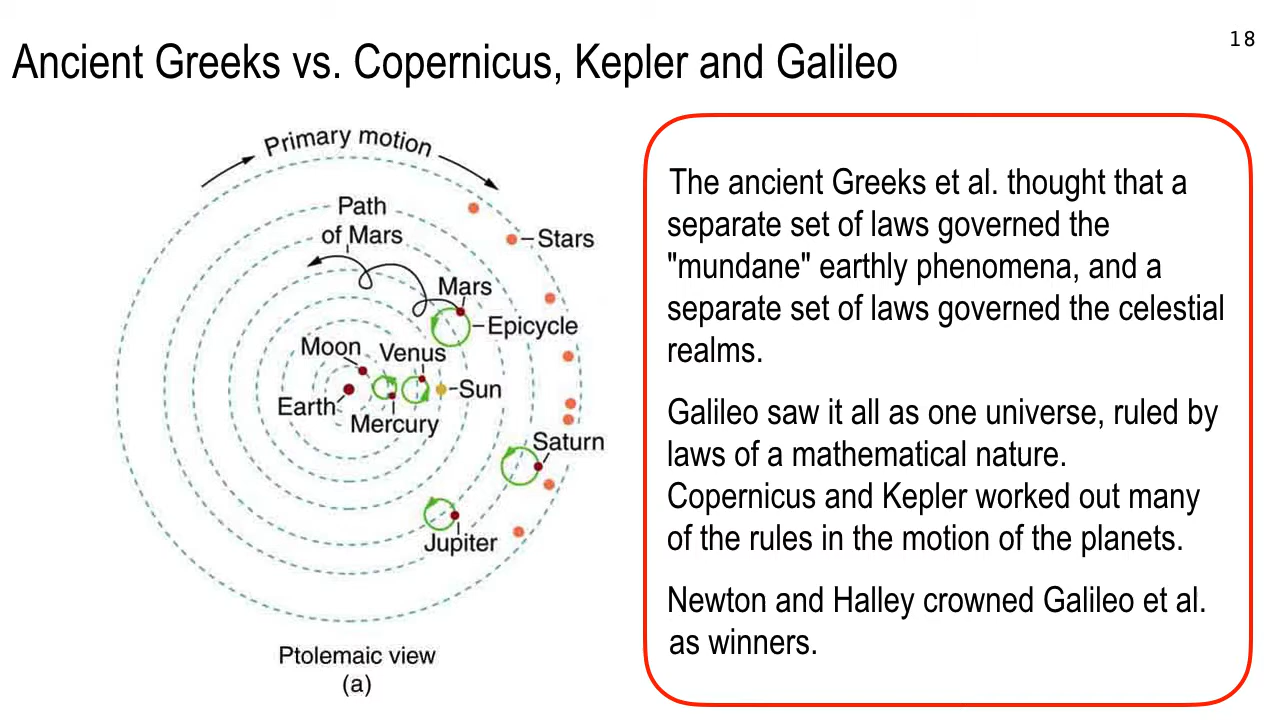 18
Ancient Greeks vs. Copernicus, Kepler and Galileo
Primary motion
Path
of Mars
Stars
Mars
Epicycle
Moon
Venus
Sun
Earth
Mercury
Saturn
Jupiter
Ptolemaic view
(a)
The ancient Greeks et al. thought that a
separate set of laws governed the
"mundane" earthly phenomena, and a
separate set of laws governed the celestial
realms.
Galileo saw it all as one universe, ruled by
laws of a mathematical nature.
Copernicus and Kepler worked out many
of the rules in the motion of the planets.
Newton and Halley crowned Galileo et al.
as winners.